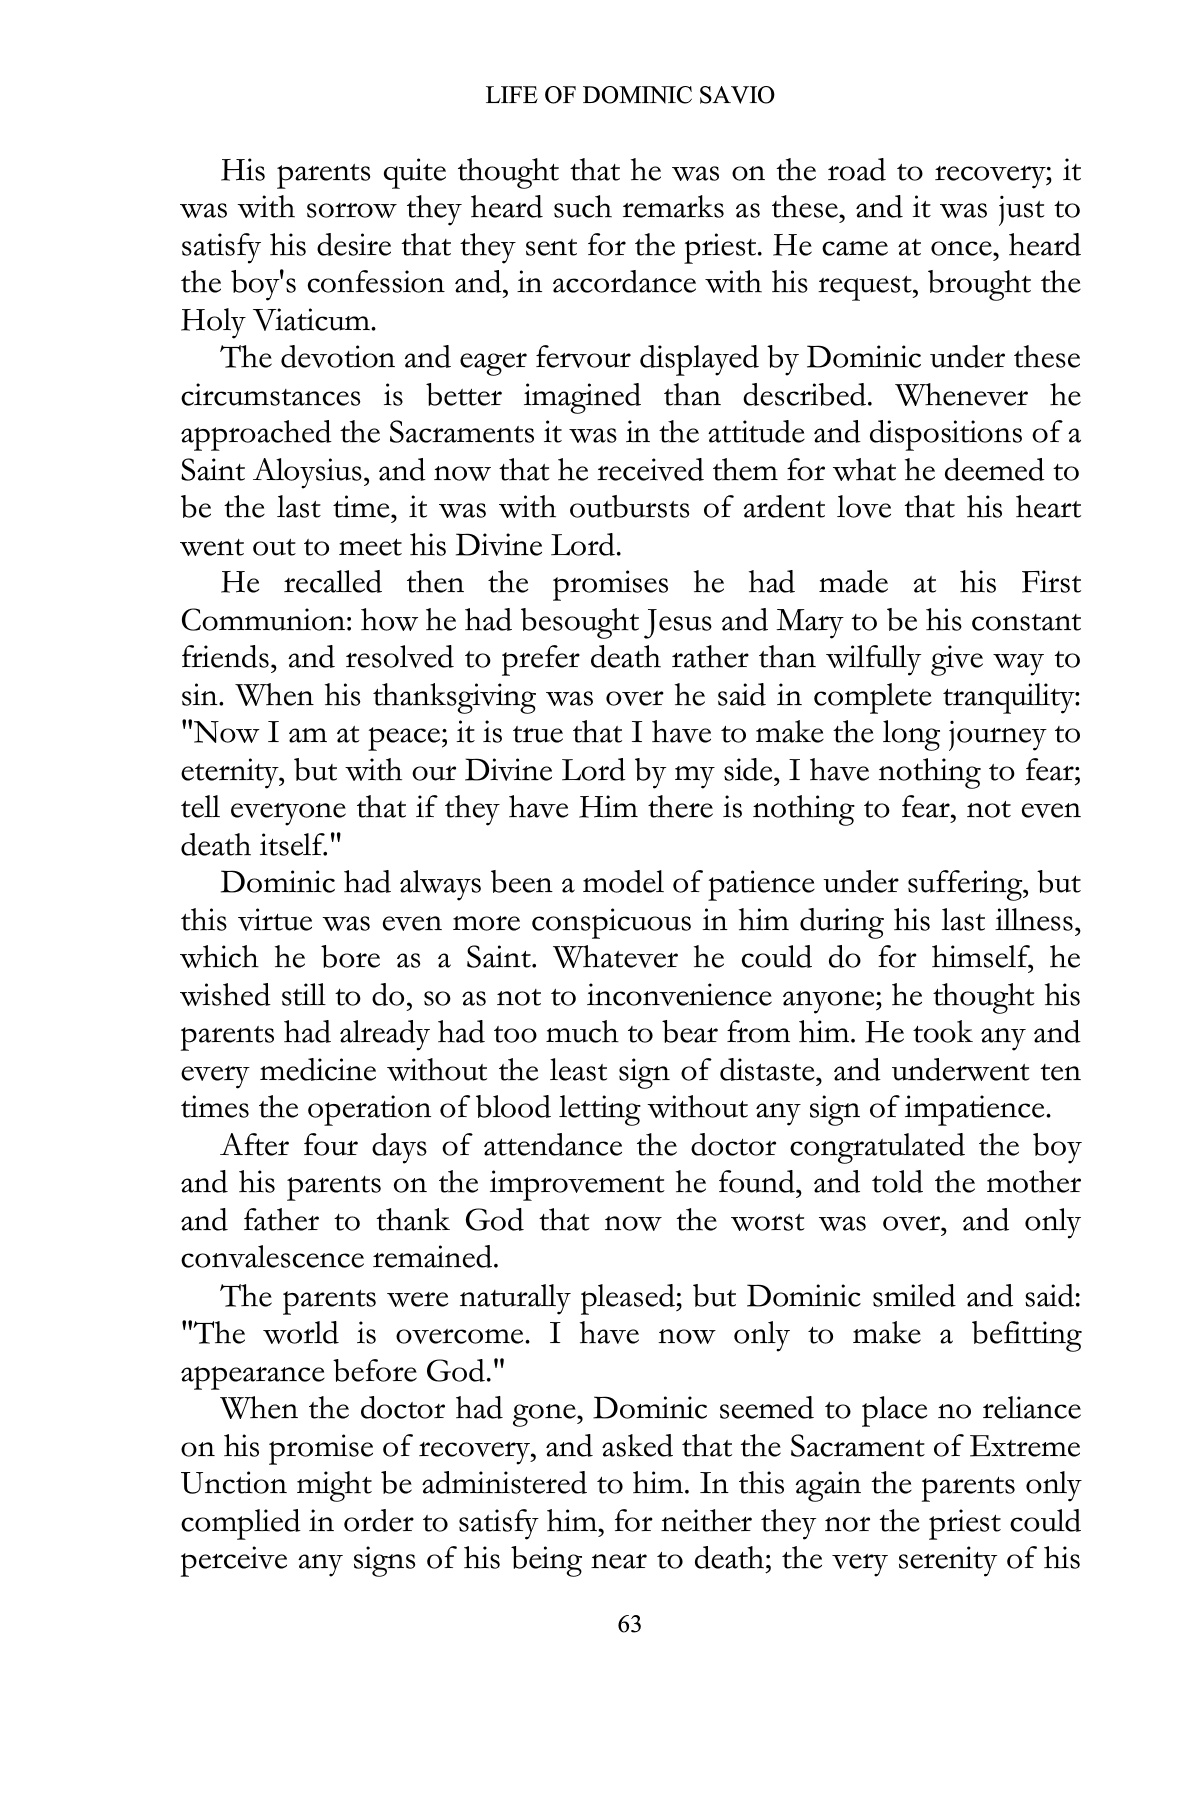 LIFE OF DOMINIC SAVIO
His parents quite thought that he was on the road to recovery; it
was with sorrow they heard such remarks as these, and it was just to
satisfy his desire that they sent for the priest. He came at once, heard
the boy's confession and, in accordance with his request, brought the
Holy Viaticum.
The devotion and eager fervour displayed by Dominic under these
circumstances is better imagined than described. Whenever he
approached the Sacraments it was in the attitude and dispositions of a
Saint Aloysius, and now that he received them for what he deemed to
be the last time, it was with outbursts of ardent love that his heart
went out to meet his Divine Lord.
He recalled then the promises he had made at his First
Communion: how he had besought Jesus and Mary to be his constant
friends, and resolved to prefer death rather than wilfully give way to
sin. When his thanksgiving was over he said in complete tranquility:
"Now I am at peace; it is true that I have to make the long journey to
eternity, but with our Divine Lord by my side, I have nothing to fear;
tell everyone that if they have Him there is nothing to fear, not even
death itself."
Dominic had always been a model of patience under suffering, but
this virtue was even more conspicuous in him during his last illness,
which he bore as a Saint. Whatever he could do for himself, he
wished still to do, so as not to inconvenience anyone; he thought his
parents had already had too much to bear from him. He took any and
every medicine without the least sign of distaste, and underwent ten
times the operation of blood letting without any sign of impatience.
After four days of attendance the doctor congratulated the boy
and his parents on the improvement he found, and told the mother
and father to thank God that now the worst was over, and only
convalescence remained.
The parents were naturally pleased; but Dominic smiled and said:
"The world is overcome. I have now only to make a befitting
appearance before God."
When the doctor had gone, Dominic seemed to place no reliance
on his promise of recovery, and asked that the Sacrament of Extreme
Unction might be administered to him. In this again the parents only
complied in order to satisfy him, for neither they nor the priest could
perceive any signs of his being near to death; the very serenity of his
63